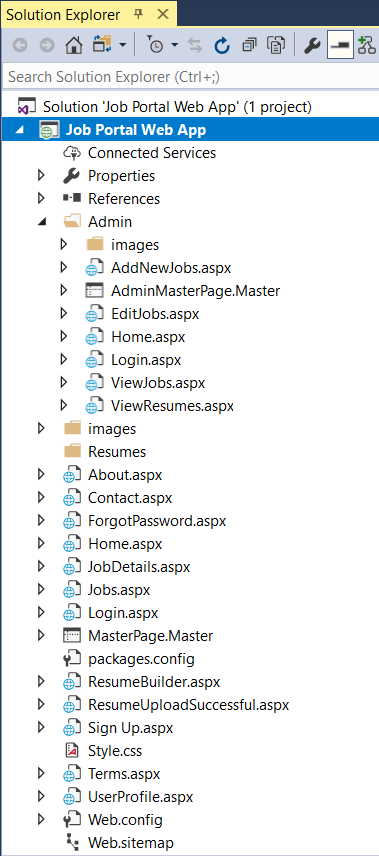 Solution Explorer
Search Solution Explorer (Ctrl+;)
Solution 'Job Portal Web App' (1 project)
Job Portal Web App
Connected Services
Properties
References
Admin
images
AddNewJobs.aspx
AdminMasterPage.Master
EditJobs.aspx
Home.aspx
Login.aspx
ViewJobs.aspx
ViewResumes.aspx
images
Resumes
About.aspx
Contact.aspx
ForgotPassword.aspx
Home.aspx
JobDetails.aspx
Jobs.aspx
Login.aspx
MasterPage.Master
packages.config
ResumeBuilder.aspx
ResumeUploadSuccessful.aspx
Sign Up.aspx
Style.css
Terms.aspx
UserProfile.aspx
Web.config
Web.sitemap